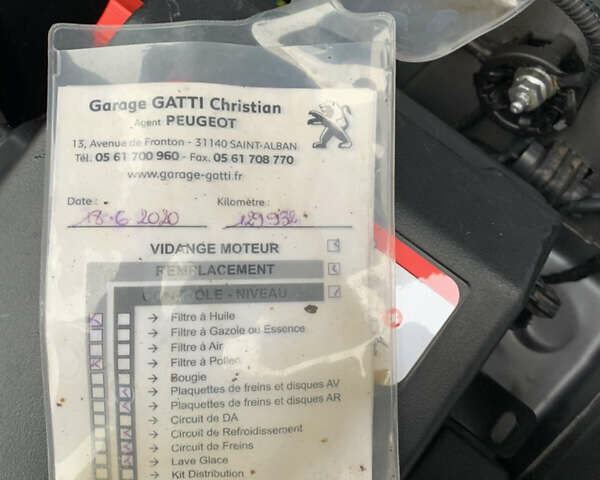 Garage GATTI Christian
Agent PEUGEOT
13, Avenue de Fronton - 31140 SAINT-ALBAN
Tél. 05 61 700 960 - Fax. 05 61 708 770
www.garage-gatti.fr
Date : Kilomètre :
18-6 2020 129932
VIDANGE MOTEUR
REMPLACEMENT
CONTRÔLE - NIVEAU
→ Filtre à Huile
→ Filtre à Gazole ou Essence
→ Filtre à Air
→ Filtre à Pollen
→ Bougie
→ Plaquettes de freins et disques AV
→ Plaquettes de freins et disques AR
→ Circuit de DA
→ Circuit de Refroidissement
→ Circuit de Freins
→ Lave Glace
→ Kit Distribution